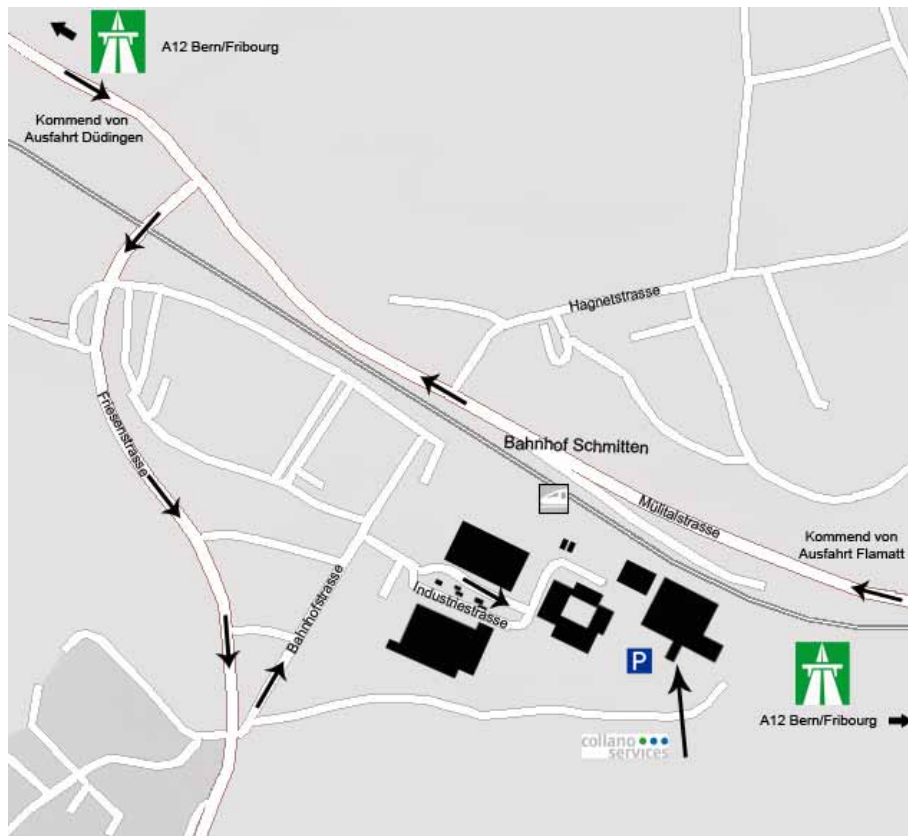 A12 Bern/Fribourg
Kommend von
Ausfahrt Düdingen
Hagnetstrasse
Friesenstrasse
Bahnhof Schmitten
Mülitalstrasse
Kommend von
Ausfahrt Flamatt
Bahnhofstrasse
Industriestrasse
P
A12 Bern/Fribourg
collano
services